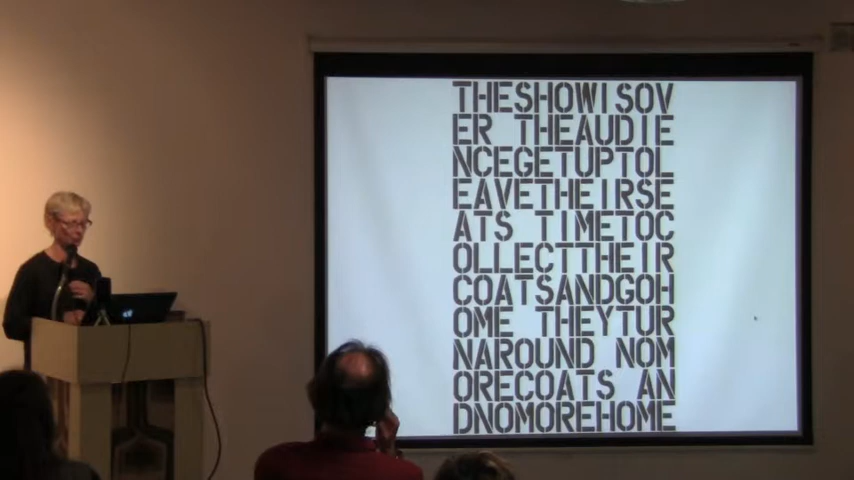 THESHOWISOV
ER THEAUDIE
NCEGETUPTOL
EAVETHEIRSE
ATS TIMETOC
OLLECTTHEIR
COATSANDGOH
OME THEYTUR
NAROUND NOM
ORECOATS AN
DNOMOREHOME